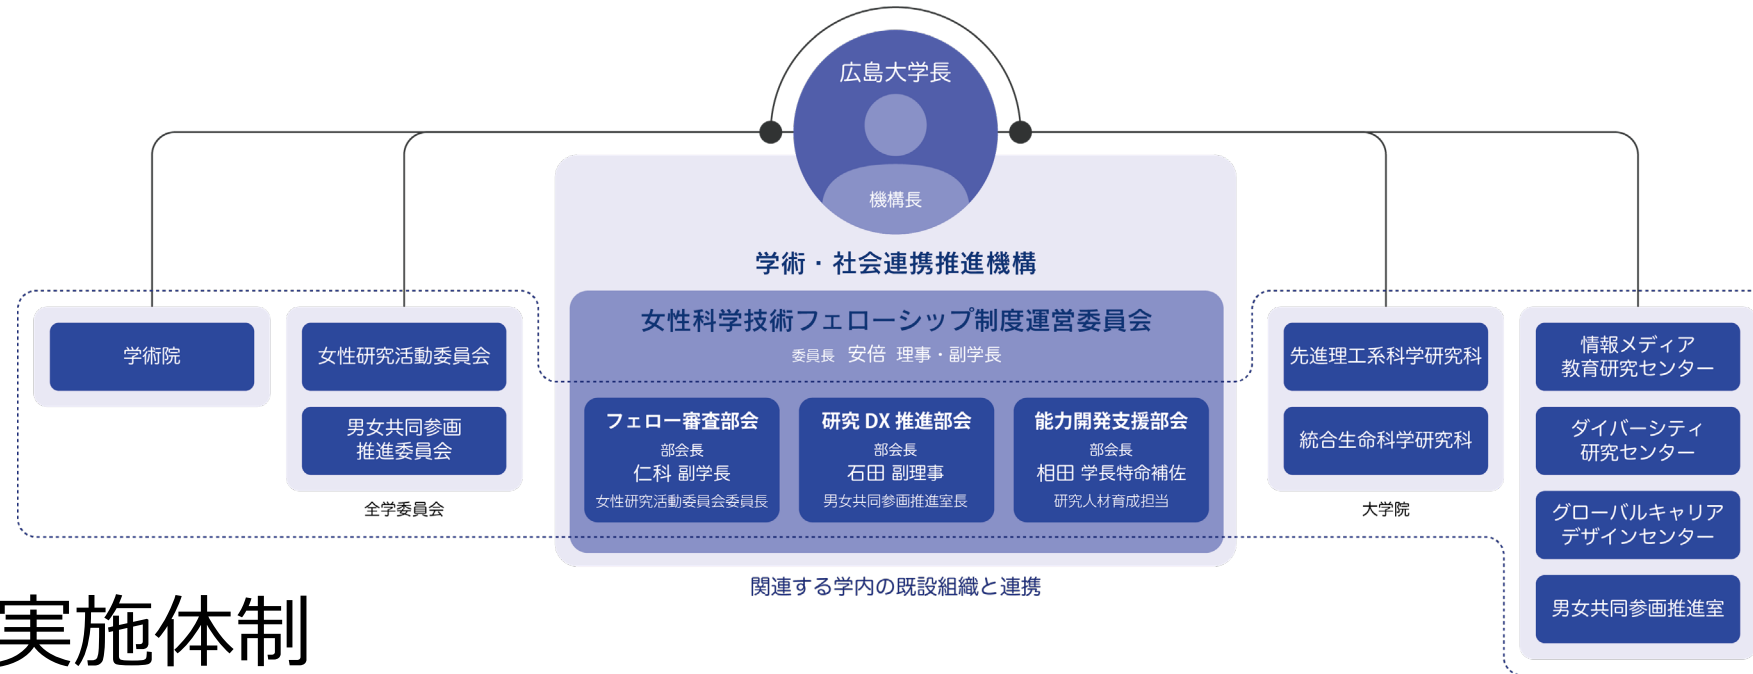 広島大学長
機構長
学術・社会連携推進機構
女性科学技術フェローシップ制度運営委員会
委員長 安倍 理事・副学長
フェロー審査部会
部会長
仁科 副学長
女性研究活動委員会委員長
研究 DX 推進部会
部会長
石田 副理事
男女共同参画推進室長
能力開発支援部会
部会長
相田 学長特命補佐
研究人材育成担当
学術院
女性研究活動委員会
男女共同参画
推進委員会
全学委員会
先進理工系科学研究科
統合生命科学研究科
大学院
情報メディア
教育研究センター
ダイバーシティ
研究センター
グローバルキャリア
デザインセンター
男女共同参画推進室
関連する学内の既設組織と連携
実施体制